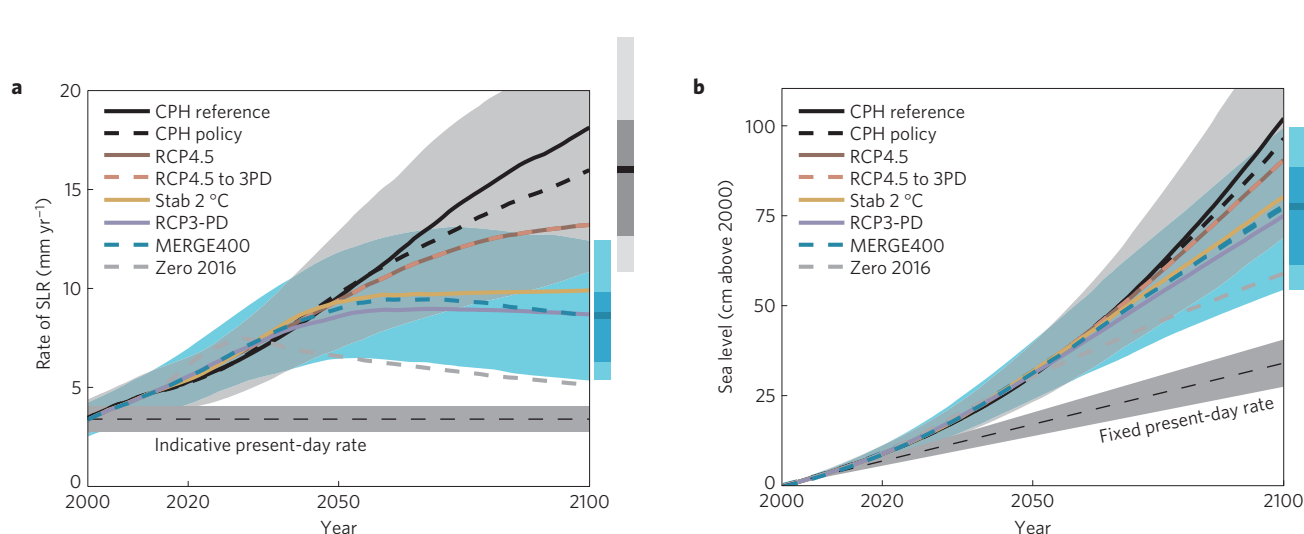 a
Rate of SLR (mm yr⁻¹)
20
15
10
5
0
CPH reference
CPH policy
RCP4.5
RCP4.5 to 3PD
Stab 2 °C
RCP3-PD
MERGE400
Zero 2016
Indicative present-day rate
2000
2020
2050
2100
Year
b
Sea level (cm above 2000)
100
75
50
25
0
CPH reference
CPH policy
RCP4.5
RCP4.5 to 3PD
Stab 2 °C
RCP3-PD
MERGE400
Zero 2016
Fixed present-day rate
2000
2020
2050
2100
Year